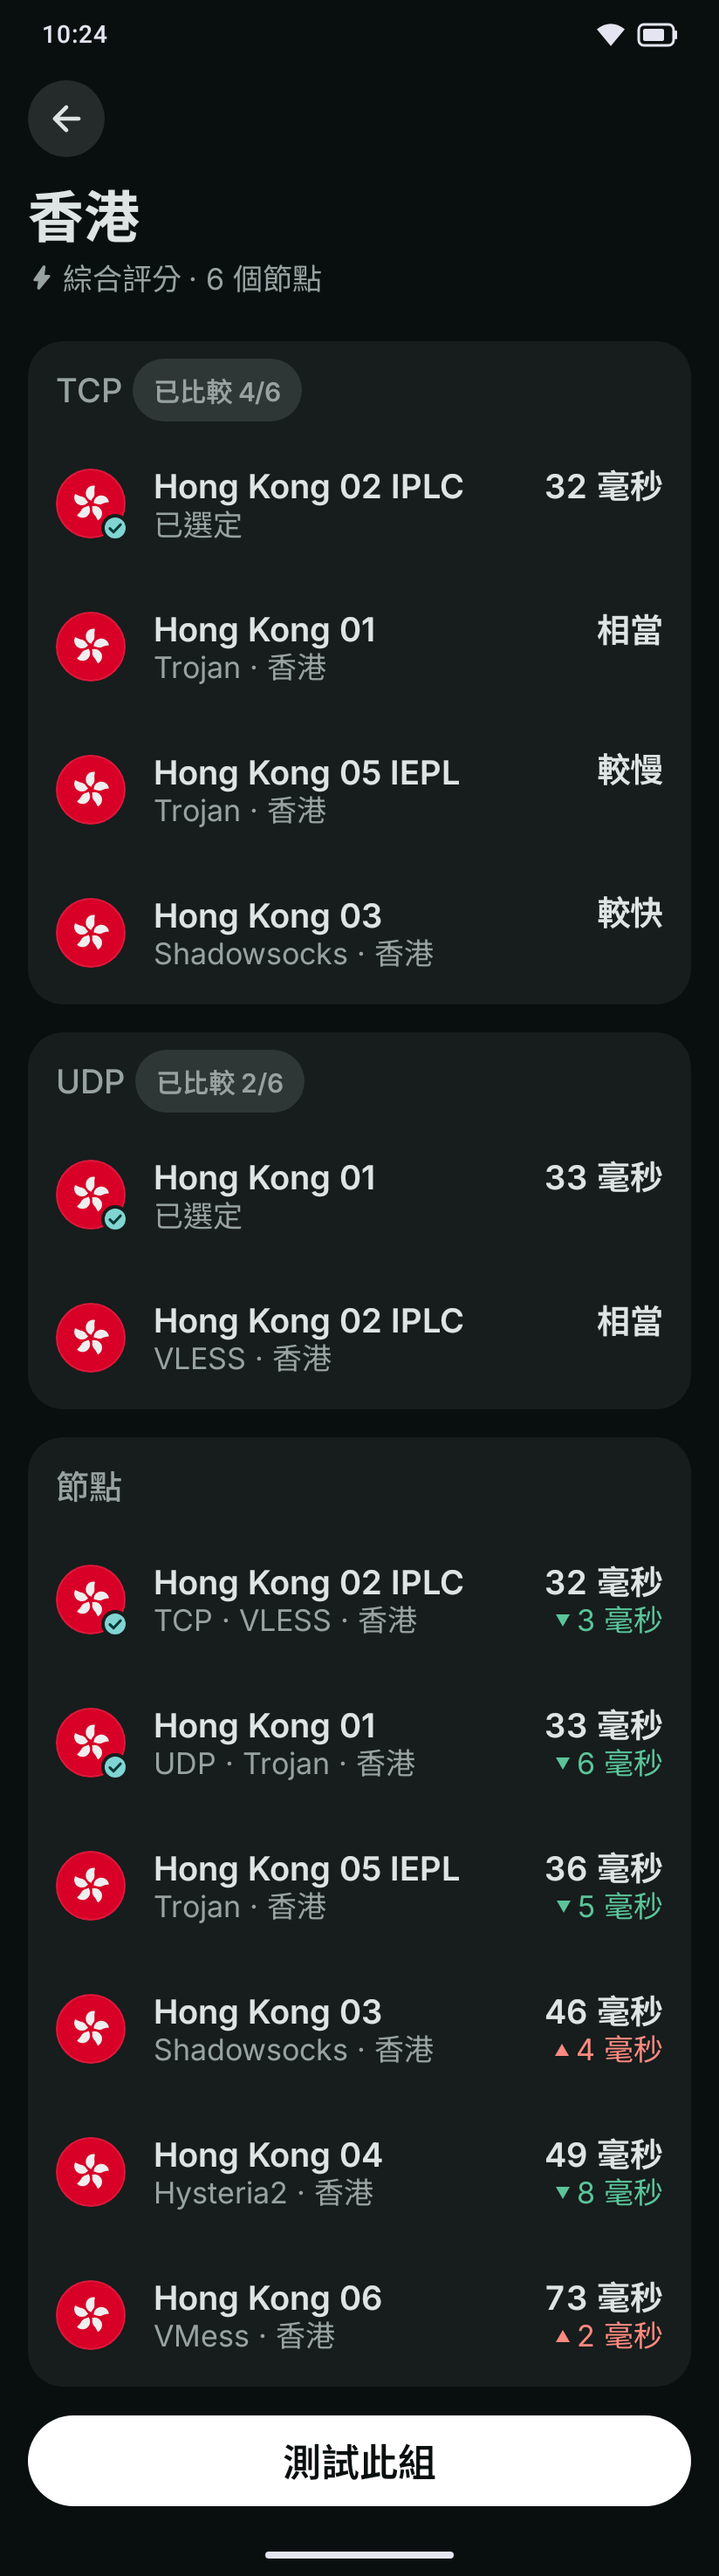 10:24
香港
綜合評分 · 6 個節點
TCP 已比較 4/6
Hong Kong 02 IPLC 32 毫秒
已選定
Hong Kong 01 相當
Trojan · 香港
Hong Kong 05 IEPL 較慢
Trojan · 香港
Hong Kong 03 較快
Shadowsocks · 香港
UDP 已比較 2/6
Hong Kong 01 33 毫秒
已選定
Hong Kong 02 IPLC 相當
VLESS · 香港
節點
Hong Kong 02 IPLC 32 毫秒
TCP · VLESS · 香港 ▼3 毫秒
Hong Kong 01 33 毫秒
UDP · Trojan · 香港 ▼6 毫秒
Hong Kong 05 IEPL 36 毫秒
Trojan · 香港 ▼5 毫秒
Hong Kong 03 46 毫秒
Shadowsocks · 香港 ▲4 毫秒
Hong Kong 04 49 毫秒
Hysteria2 · 香港 ▼8 毫秒
Hong Kong 06 73 毫秒
VMess · 香港 ▲2 毫秒
測試此組